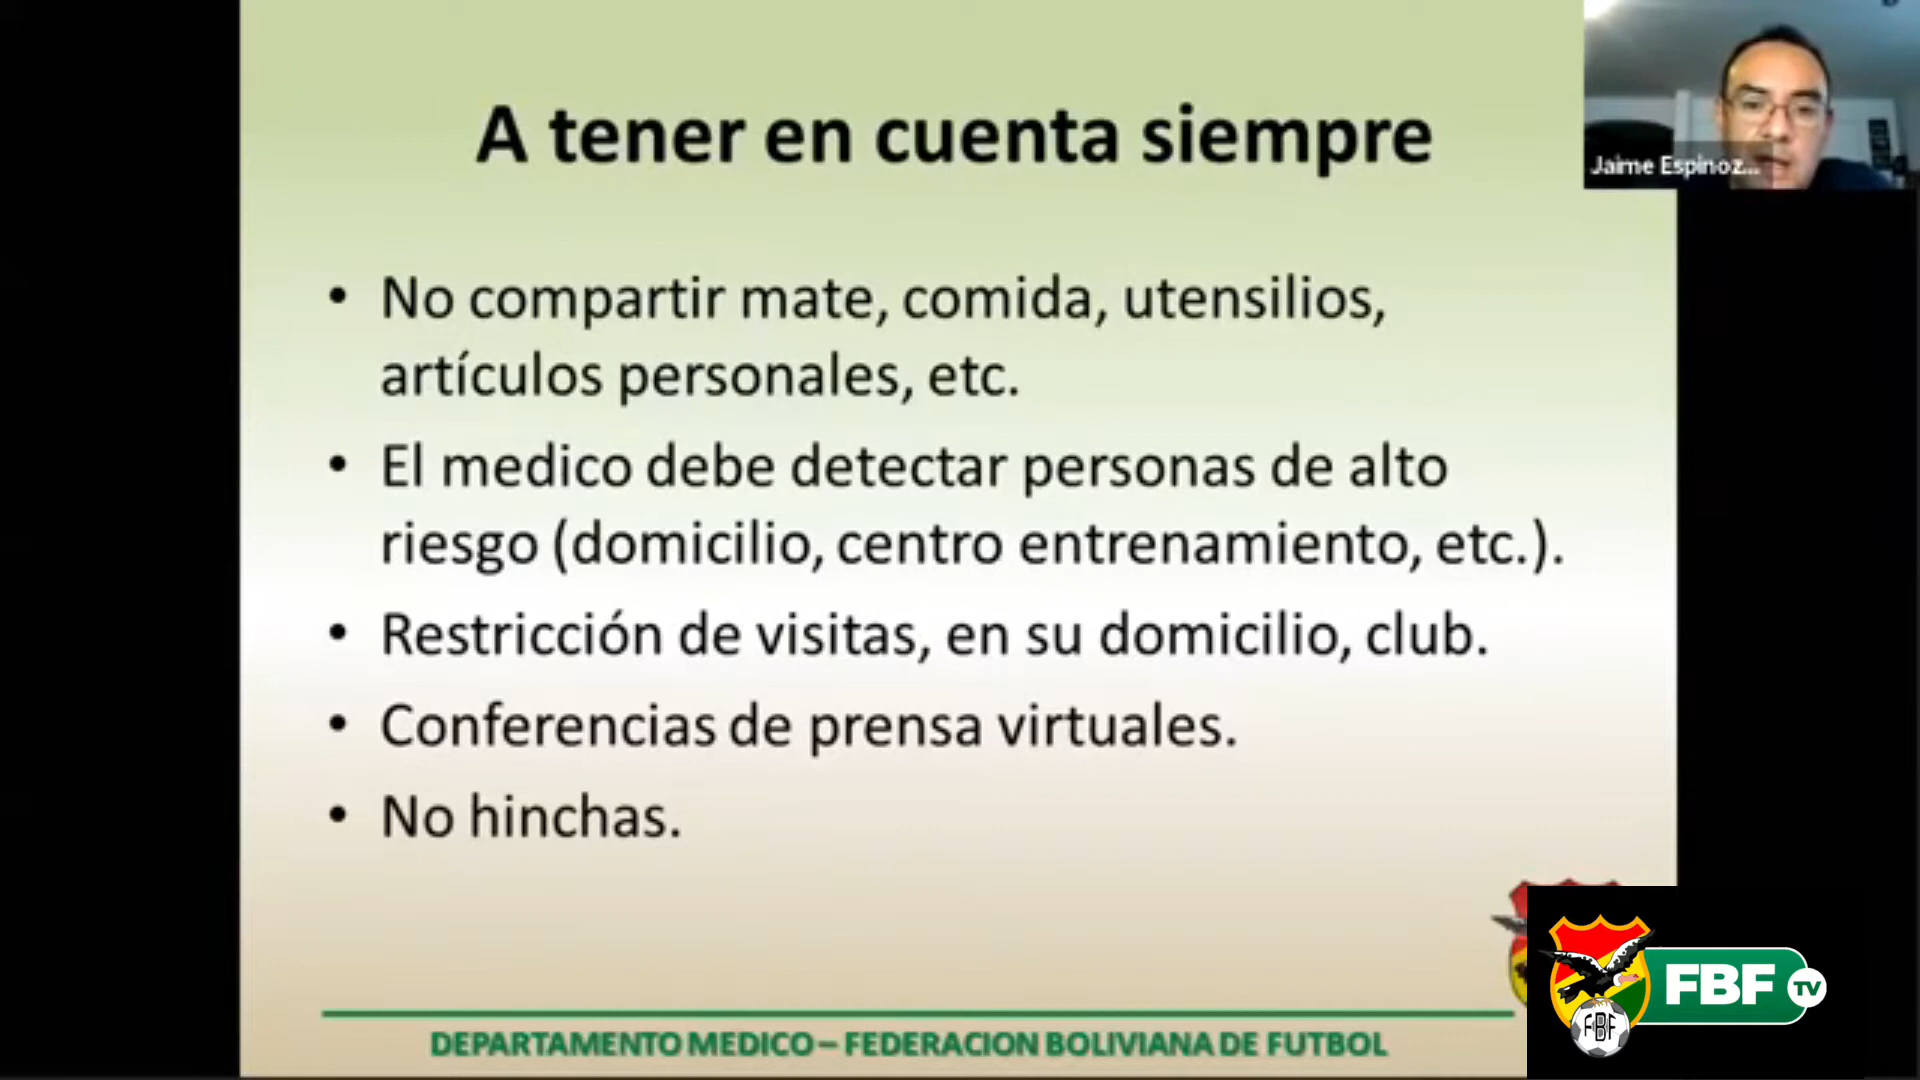 A tener en cuenta siempre
Jaime Espinoz...
• No compartir mate, comida, utensilios,
artículos personales, etc.
• El medico debe detectar personas de alto
riesgo (domicilio, centro entrenamiento, etc.).
• Restricción de visitas, en su domicilio, club.
• Conferencias de prensa virtuales.
• No hinchas.
DEPARTAMENTO MEDICO – FEDERACION BOLIVIANA DE FUTBOL
FBF TV
FBF